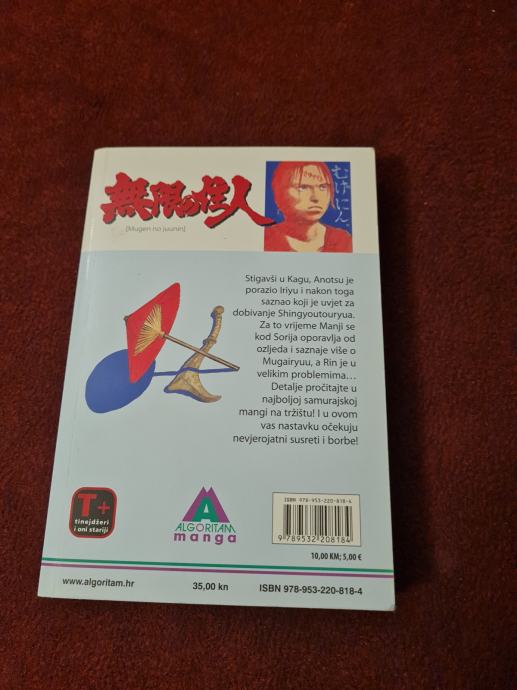 無限の住人
[Mugen no juunin]
むげにん。
Stigavši u Kagu, Anotsu je
porazio Iriyu i nakon toga
saznao koji je uvjet za
dobivanje Shingyoutouryua.
Za to vrijeme Manji se
kod Sorija oporavlja od
ozljeda i saznaje više o
Mugairyuu, a Rin je u
velikim problemima...
Detalje pročitajte u
najboljoj samurajskoj
mangi na tržištu! I u ovom
vas nastavku očekuju
nevjerojatni susreti i borbe!
T+
tinejdžeri
i oni stariji
ALGORITAM
manga
ISBN 978-953-220-818-4
9 789532 208184
10,00 KM; 5,00 €
www.algoritam.hr
35,00 kn
ISBN 978-953-220-818-4